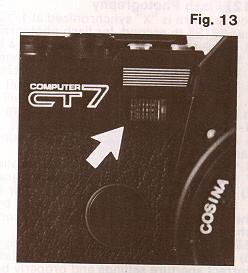 Fig. 13
COMPUTER
CT7
COSINA